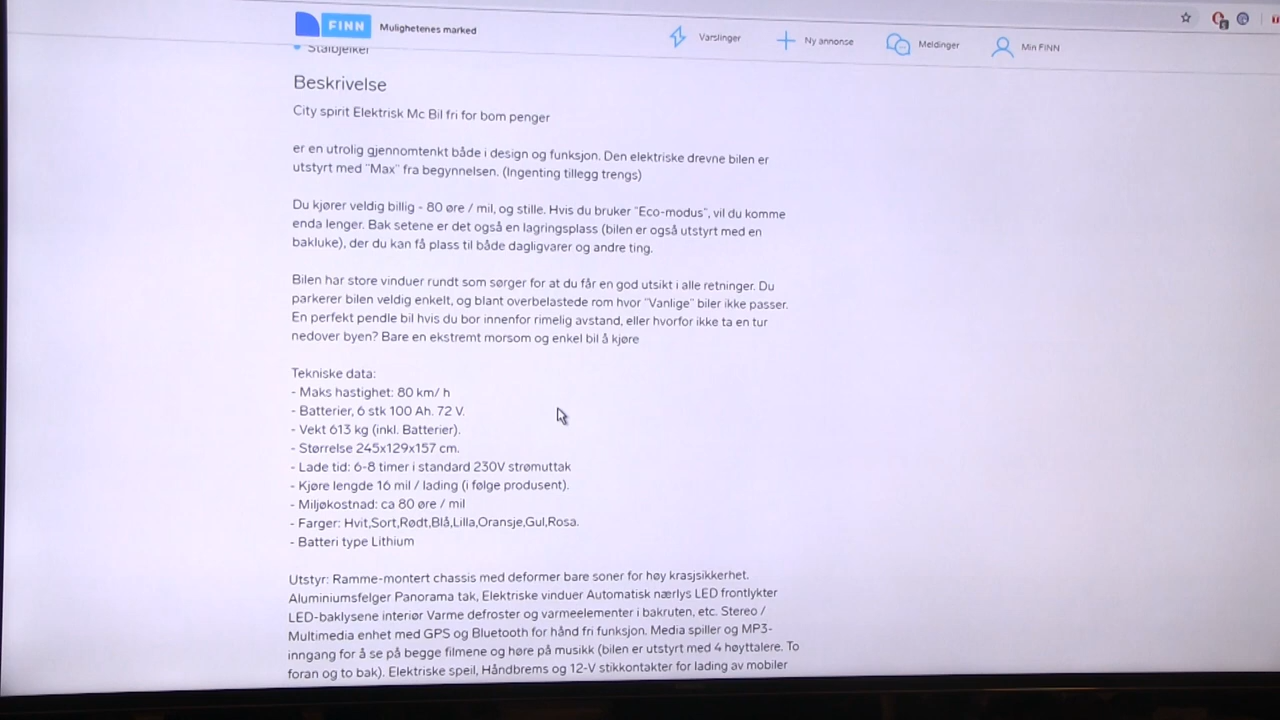 FINN Mulighetenes marked Varslinger Ny annonse Meldinger Min FINN
Stålbjelker
Beskrivelse
City spirit Elektrisk Mc Bil fri for bom penger
er en utrolig gjennomtenkt både i design og funksjon. Den elektriske drevne bilen er
utstyrt med "Max" fra begynnelsen. (Ingenting tillegg trengs)
Du kjører veldig billig - 80 øre / mil, og stille. Hvis du bruker "Eco-modus", vil du komme
enda lenger. Bak setene er det også en lagringsplass (bilen er også utstyrt med en
bakluke), der du kan få plass til både dagligvarer og andre ting.
Bilen har store vinduer rundt som sørger for at du får en god utsikt i alle retninger. Du
parkerer bilen veldig enkelt, og blant overbelastede rom hvor "Vanlige" biler ikke passer.
En perfekt pendle bil hvis du bor innenfor rimelig avstand, eller hvorfor ikke ta en tur
nedover byen? Bare en ekstremt morsom og enkel bil å kjøre
Tekniske data:
- Maks hastighet: 80 km/ h
- Batterier, 6 stk 100 Ah. 72 V.
- Vekt 613 kg (inkl. Batterier).
- Størrelse 245x129x157 cm.
- Lade tid: 6-8 timer i standard 230V strømuttak
- Kjøre lengde 16 mil / lading (i følge produsent).
- Miljøkostnad: ca 80 øre / mil
- Farger: Hvit,Sort,Rødt,Blå,Lilla,Oransje,Gul,Rosa.
- Batteri type Lithium
Utstyr: Ramme-montert chassis med deformer bare soner for høy krasjsikkerhet.
Aluminiumsfelger Panorama tak, Elektriske vinduer Automatisk nærlys LED frontlykter
LED-baklysene interiør Varme defroster og varmeelementer i bakruten, etc. Stereo /
Multimedia enhet med GPS og Bluetooth for hånd fri funksjon. Media spiller og MP3-
inngang for å se på begge filmene og høre på musikk (bilen er utstyrt med 4 høyttalere. To
foran og to bak). Elektriske speil, Håndbrems og 12-V stikkontakter for lading av mobiler